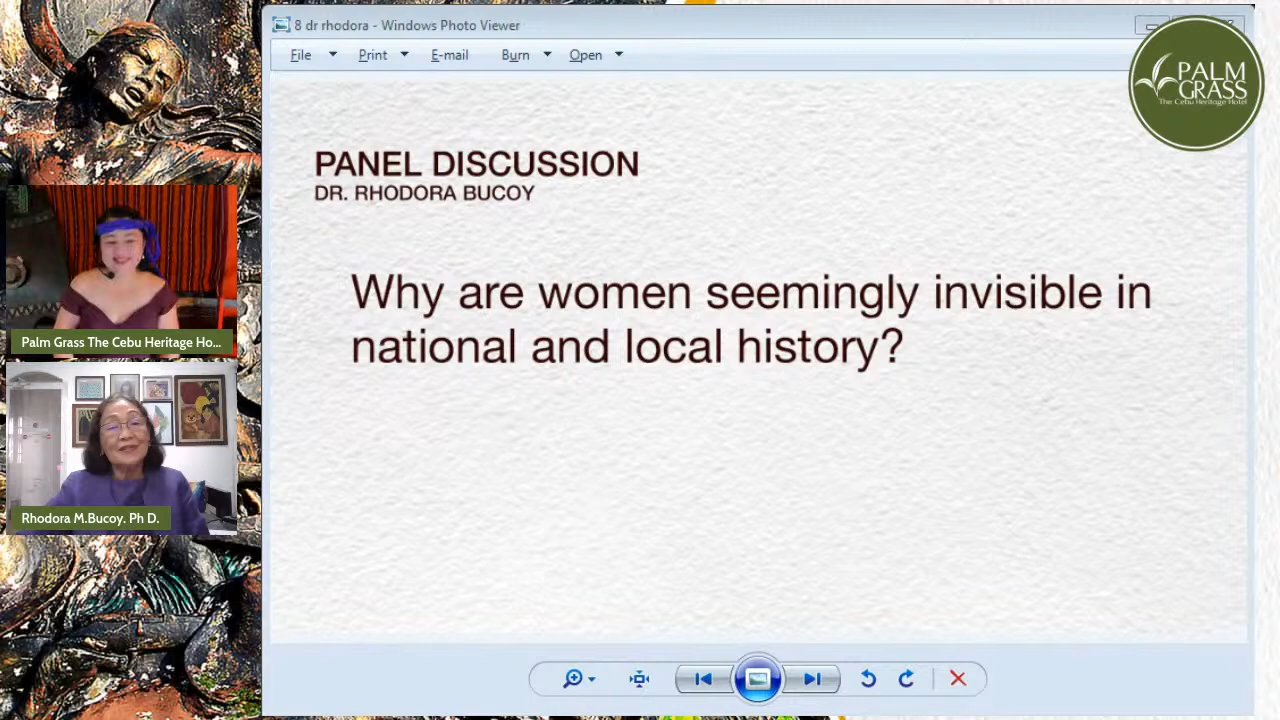 8 dr rhodora - Windows Photo Viewer
File Print E-mail Burn Open
PALM
GRASS
The Cebu Heritage Hotel
PANEL DISCUSSION
DR. RHODORA BUCOY
Why are women seemingly invisible in
national and local history?
Palm Grass The Cebu Heritage Ho...
Rhodora M.Bucoy. Ph D.